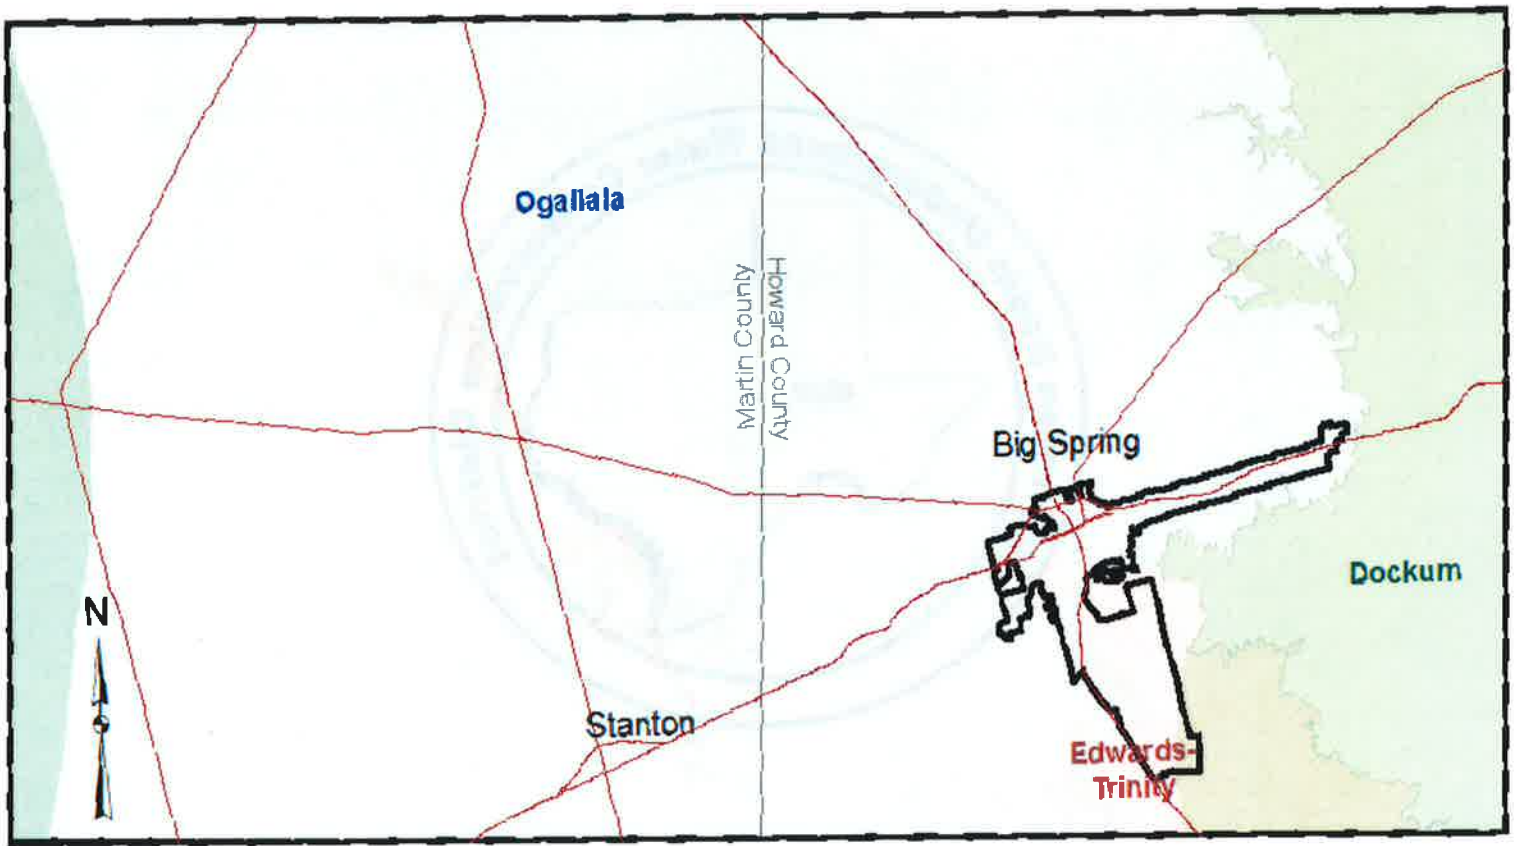 Ogallala
Martin County
Howard County
Big Spring
Dockum
N
Stanton
Edwards-
Trinity